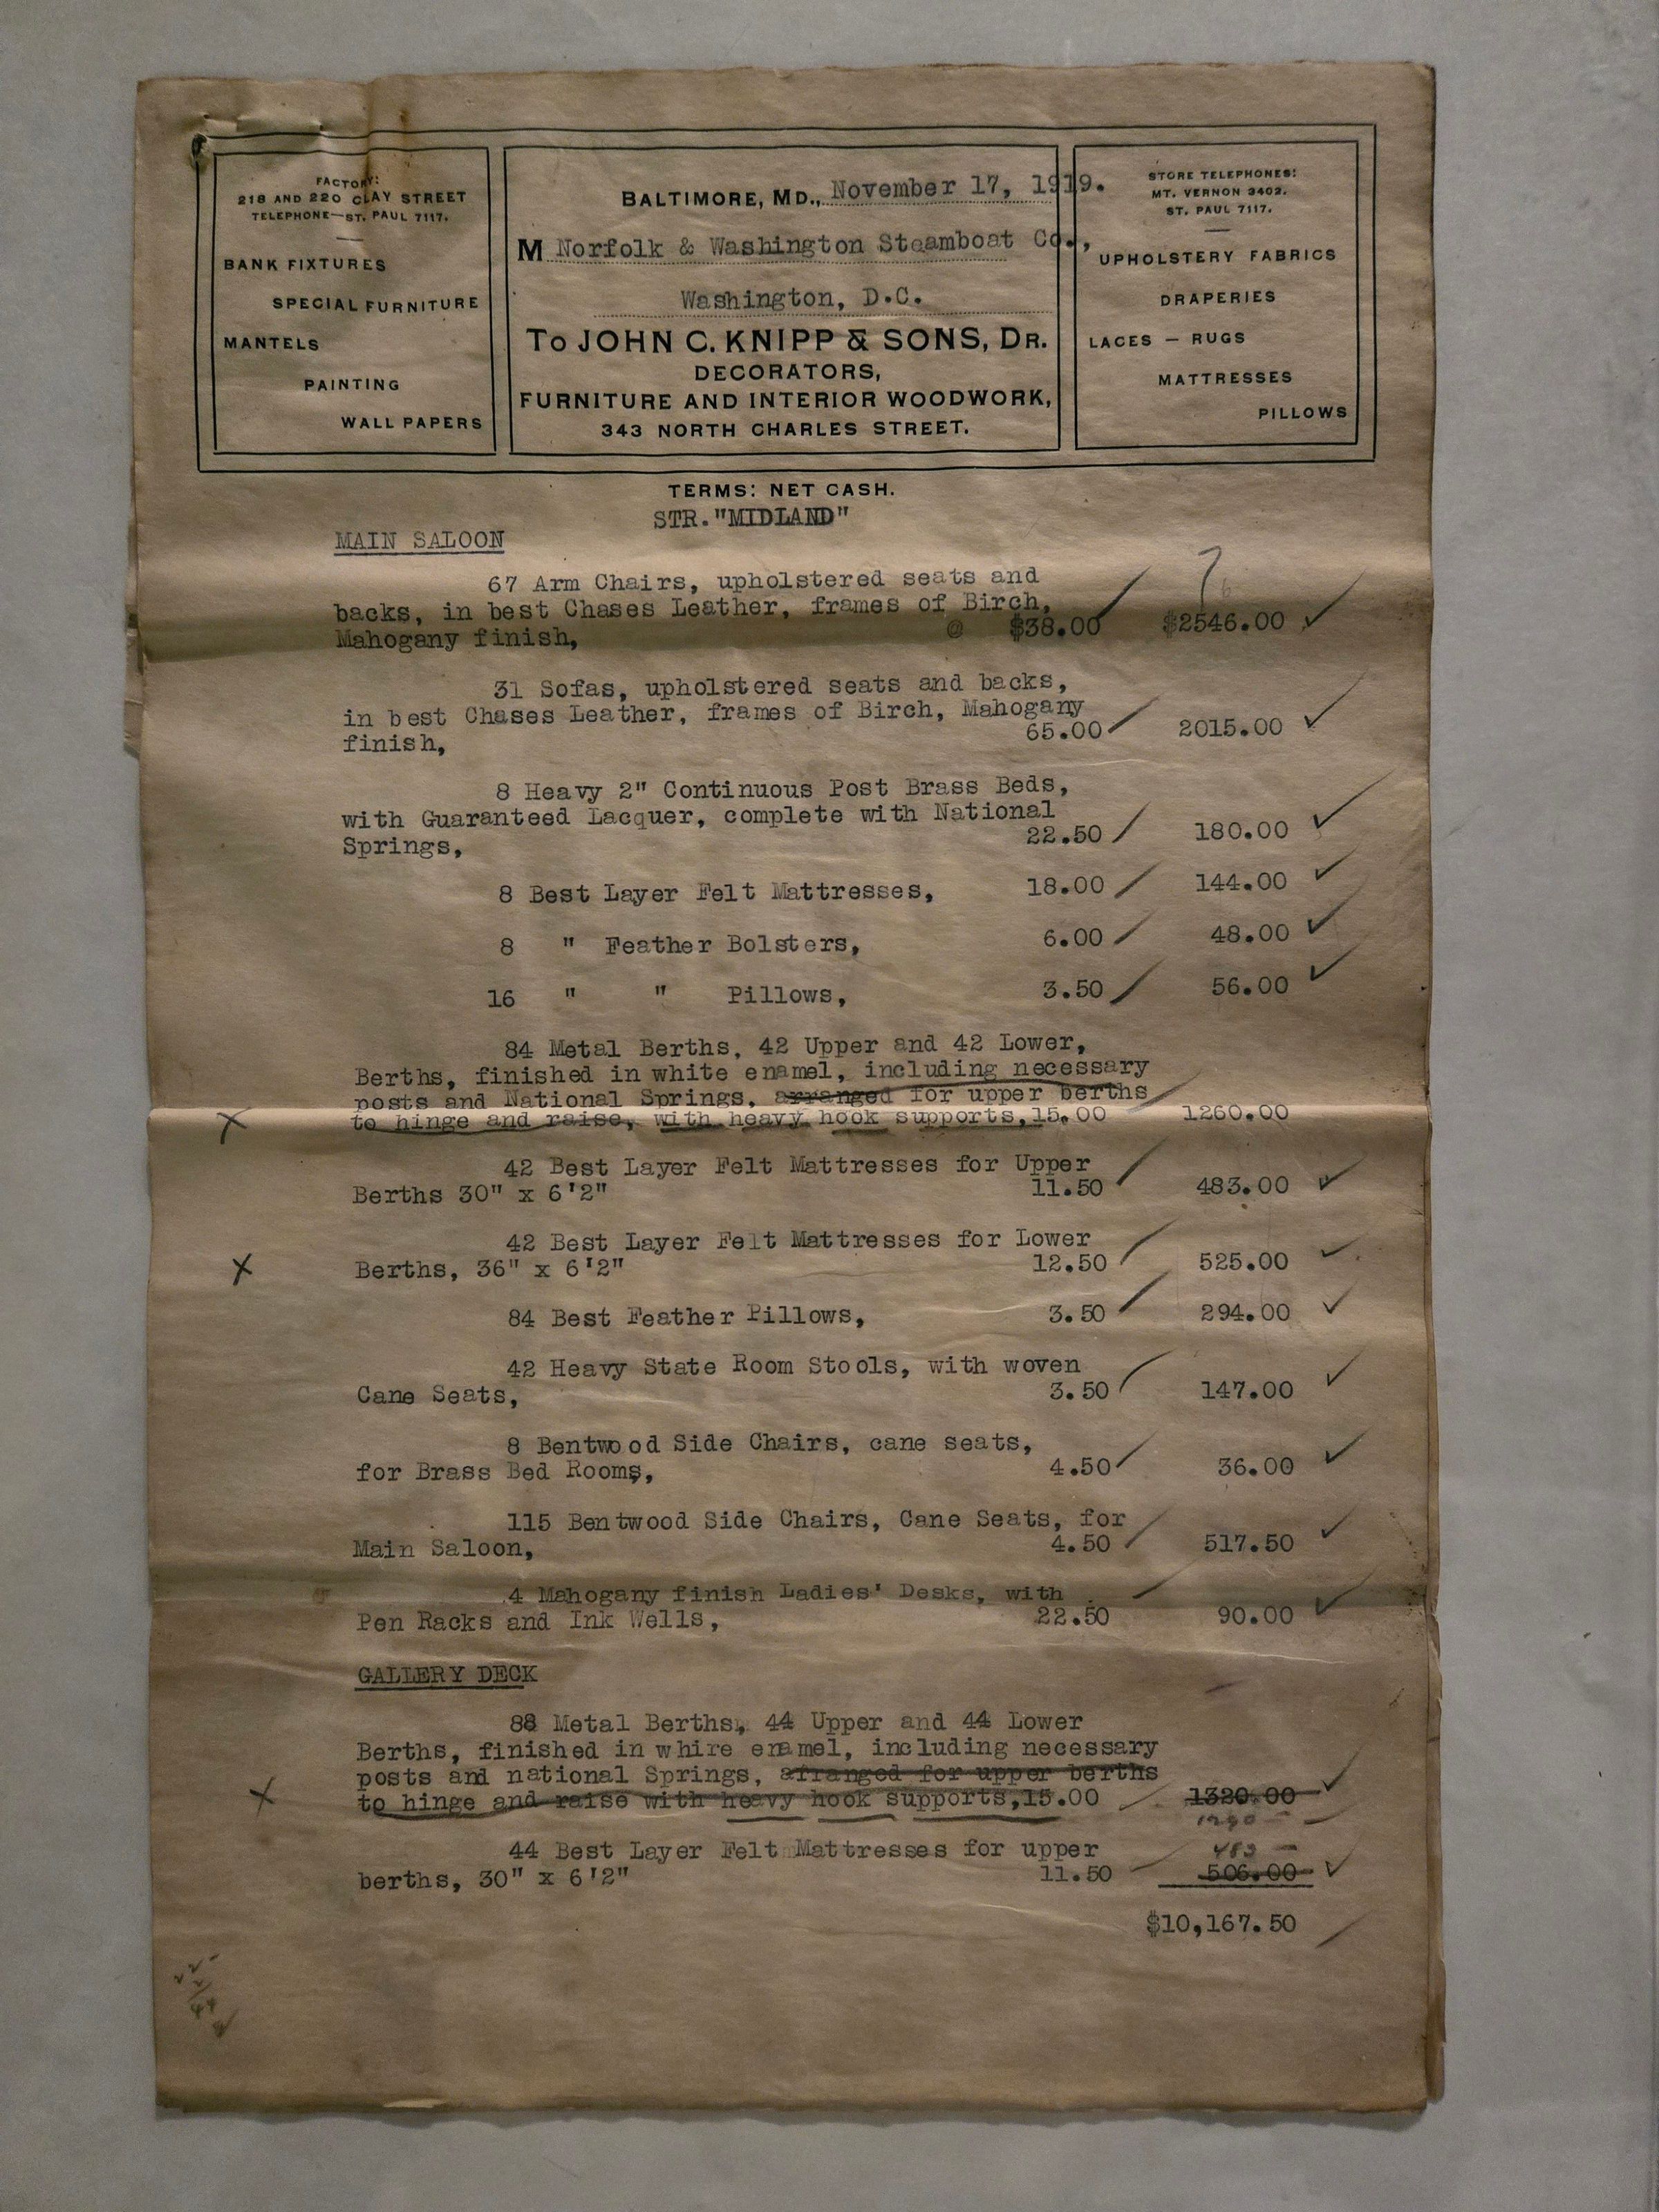 FACTORY:
218 AND 220 CLAY STREET
TELEPHONE—ST. PAUL 7117.
BANK FIXTURES
SPECIAL FURNITURE
MANTELS
PAINTING
WALL PAPERS
BALTIMORE, MD., November 17, 1919.
M Norfolk & Washington Steamboat Co.,
Washington, D.C.
TO JOHN C. KNIPP & SONS, DR.
DECORATORS,
FURNITURE AND INTERIOR WOODWORK,
343 NORTH CHARLES STREET.
STORE TELEPHONES:
MT. VERNON 3402.
ST. PAUL 7117.
UPHOLSTERY FABRICS
DRAPERIES
LACES — RUGS
MATTRESSES
PILLOWS
TERMS: NET CASH.
STR."MIDLAND"
MAIN SALOON
67 Arm Chairs, upholstered seats and
backs, in best Chases Leather, frames of Birch,
Mahogany finish, @ $38.00 $2546.00
31 Sofas, upholstered seats and backs,
in best Chases Leather, frames of Birch, Mahogany
finish, 65.00 2015.00
8 Heavy 2" Continuous Post Brass Beds,
with Guaranteed Lacquer, complete with National
Springs, 22.50 180.00
8 Best Layer Felt Mattresses, 18.00 144.00
8 " Feather Bolsters, 6.00 48.00
16 " " Pillows, 3.50 56.00
84 Metal Berths, 42 Upper and 42 Lower,
Berths, finished in white enamel, including necessary
posts and National Springs, arranged for upper berths
to hinge and raise, with heavy hook supports,15.00 1260.00
42 Best Layer Felt Mattresses for Upper
Berths 30" x 6'2" 11.50 483.00
42 Best Layer Felt Mattresses for Lower
Berths, 36" x 6'2" 12.50 525.00
84 Best Feather Pillows, 3.50 294.00
42 Heavy State Room Stools, with woven
Cane Seats, 3.50 147.00
8 Bentwood Side Chairs, cane seats,
for Brass Bed Rooms, 4.50 36.00
115 Bentwood Side Chairs, Cane Seats, for
Main Saloon, 4.50 517.50
4 Mahogany finish Ladies' Desks, with
Pen Racks and Ink Wells, 22.50 90.00
GALLERY DECK
88 Metal Berths, 44 Upper and 44 Lower
Berths, finished in whire enamel, including necessary
posts and national Springs, arranged for upper berths
to hinge and raise with heavy hook supports,15.00 1320.00
44 Best Layer Felt Mattresses for upper 483
berths, 30" x 6'2" 11.50 506.00
$10,167.50